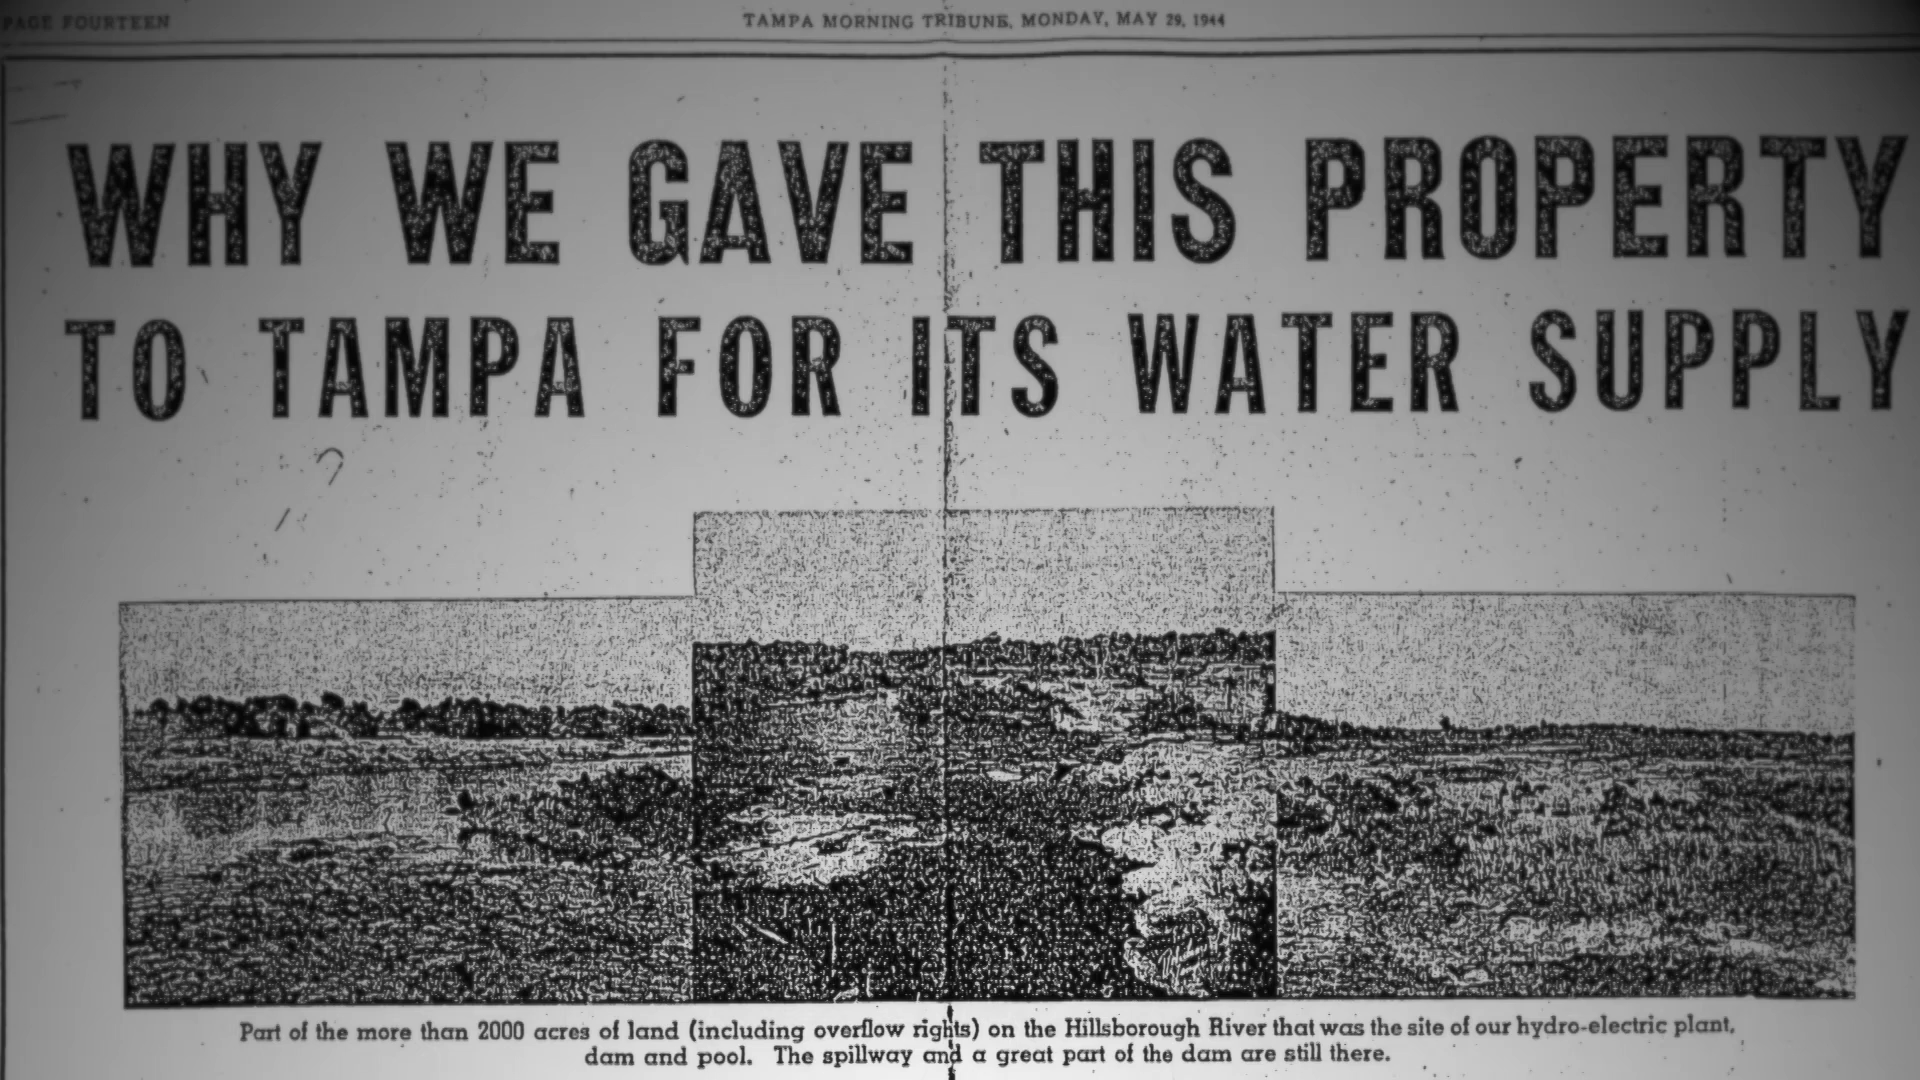 PAGE FOURTEEN
TAMPA MORNING TRIBUNE, MONDAY, MAY 29, 1944
WHY WE GAVE THIS PROPERTY
TO TAMPA FOR ITS WATER SUPPLY
Part of the more than 2000 acres of land (including overflow rights) on the Hillsborough River that was the site of our hydro-electric plant,
dam and pool. The spillway and a great part of the dam are still there.